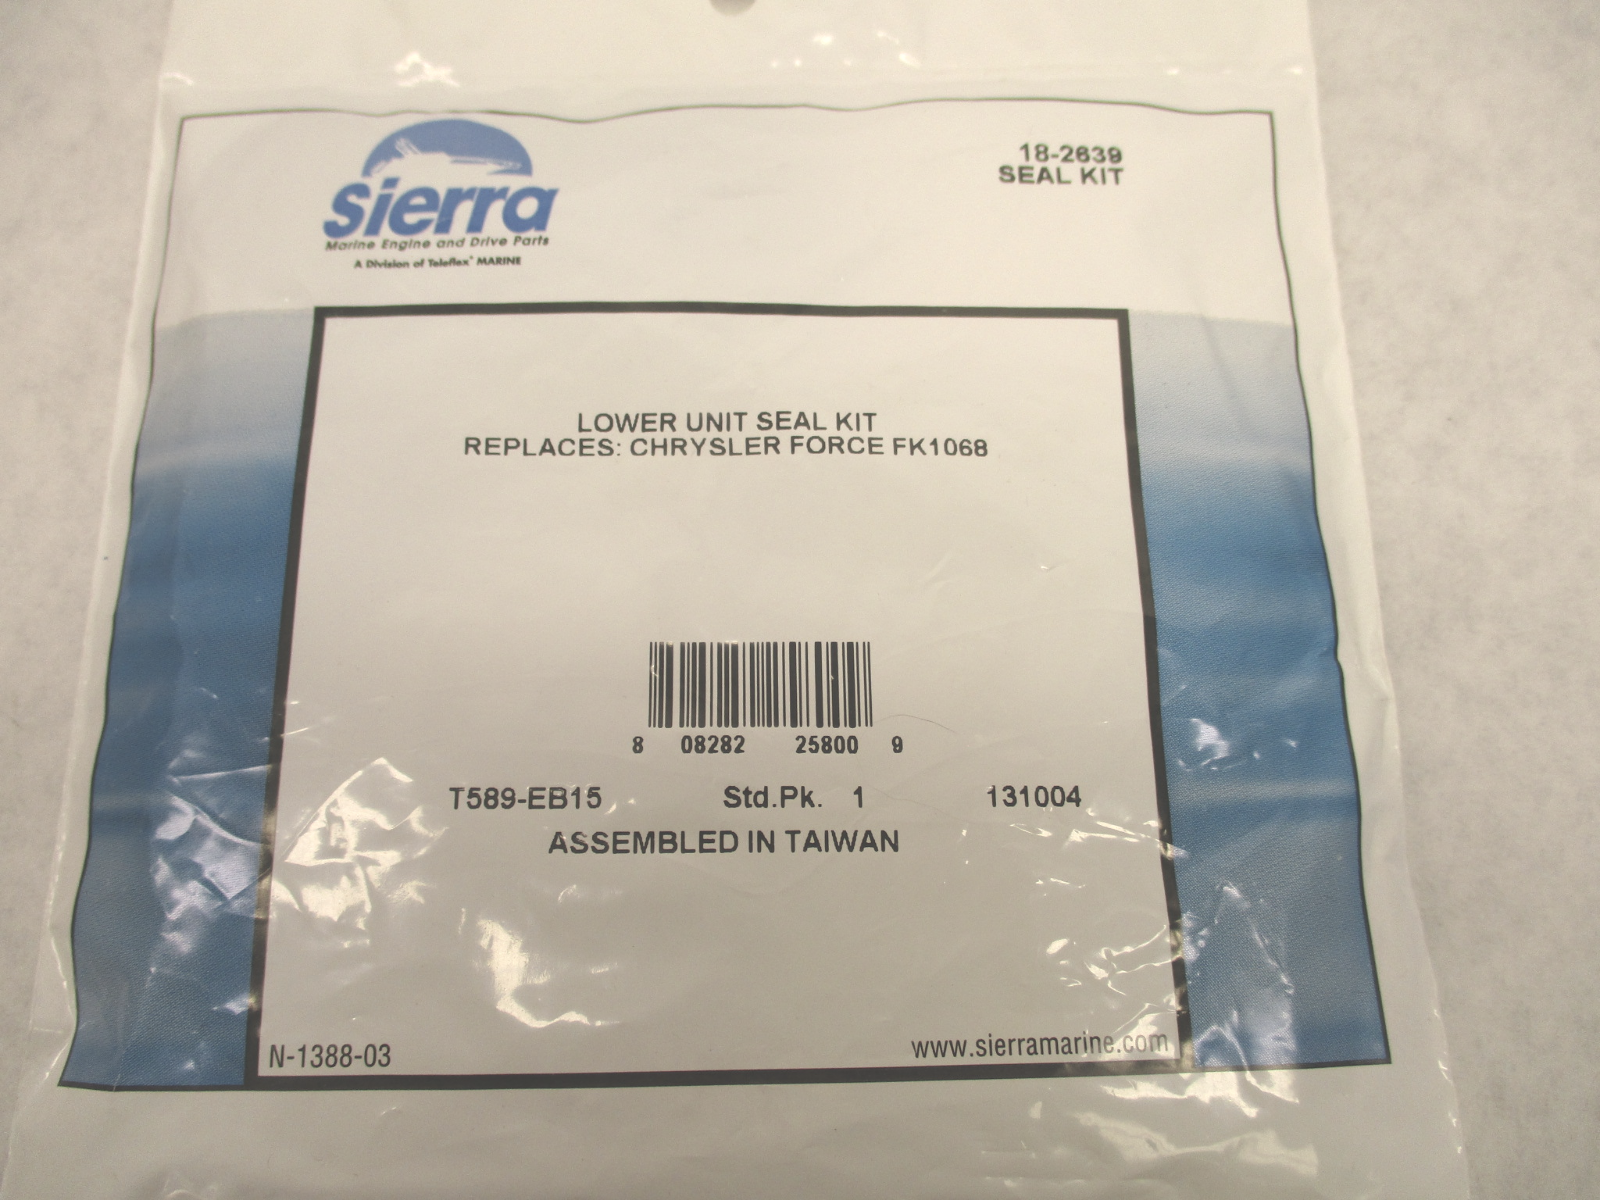 sierra
Marine Engine and Drive Parts
A Division of Teleflex® MARINE
18-2639
SEAL KIT
LOWER UNIT SEAL KIT
REPLACES: CHRYSLER FORCE FK1068
8 08282 25800 9
T589-EB15 Std.Pk. 1 131004
ASSEMBLED IN TAIWAN
N-1388-03 www.sierramarine.com